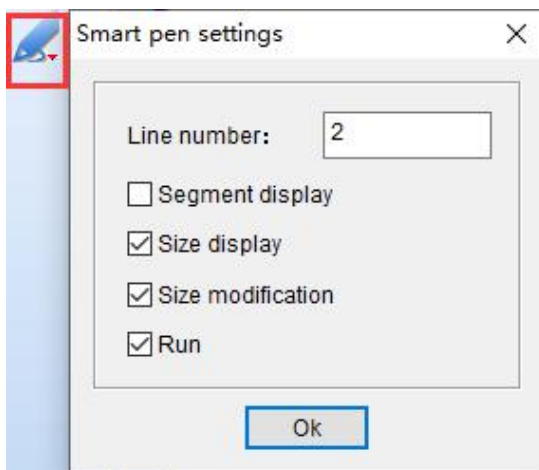 Smart pen settings
Line number: 2
Segment display
Size display
Size modification
Run
Ok